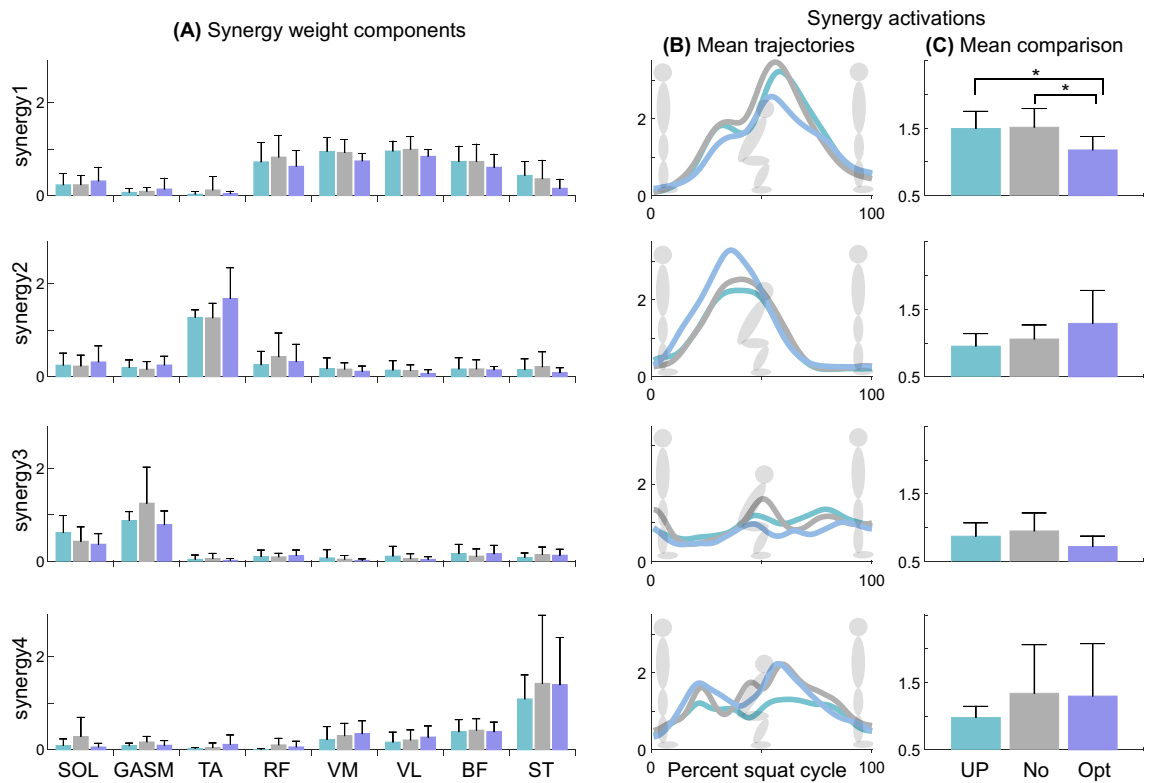 Synergy activations
(A) Synergy weight components
(B) Mean trajectories
(C) Mean comparison
synergy1
2
0
2
0
0
100
* *
1.5
0.5
synergy2
2
0
2
0
0
100
1.5
0.5
synergy3
2
0
2
0
0
100
1.5
0.5
synergy4
2
0
2
0
1.5
0.5
SOL GASM TA RF VM VL BF ST
0 Percent squat cycle 100
UP No Opt